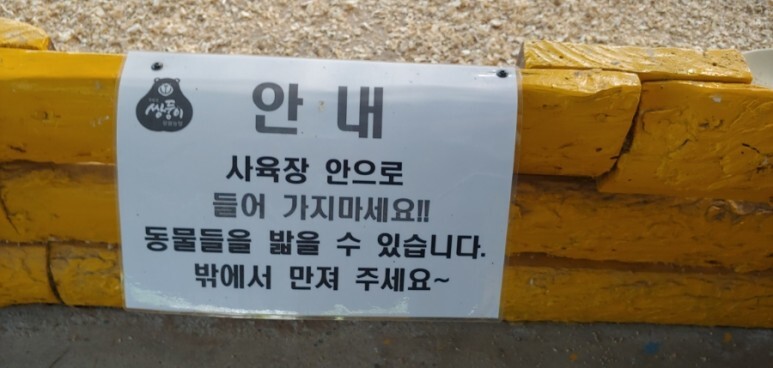 쌍둥이
안내
사육장 안으로
들어 가지마세요!!
동물들을 밟을 수 있습니다.
밖에서 만져 주세요~